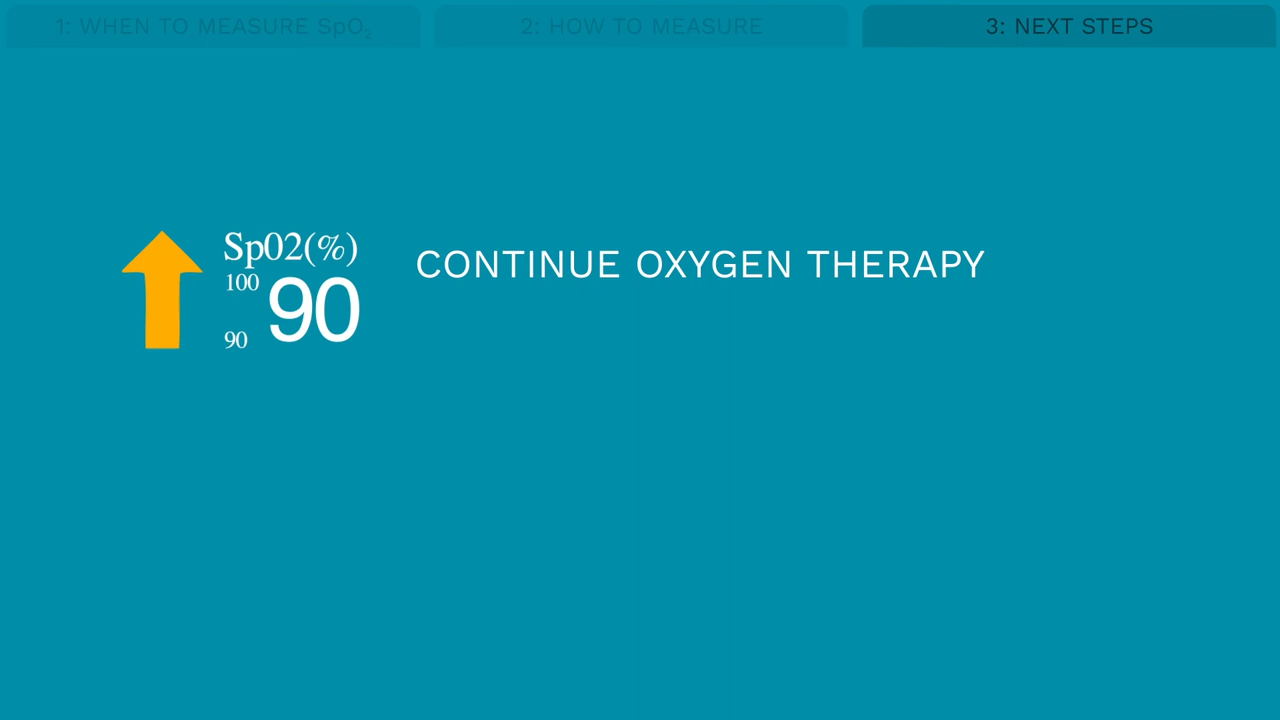 1: WHEN TO MEASURE SpO₂
2: HOW TO MEASURE
3: NEXT STEPS
Sp02(%)
100
90
90
CONTINUE OXYGEN THERAPY